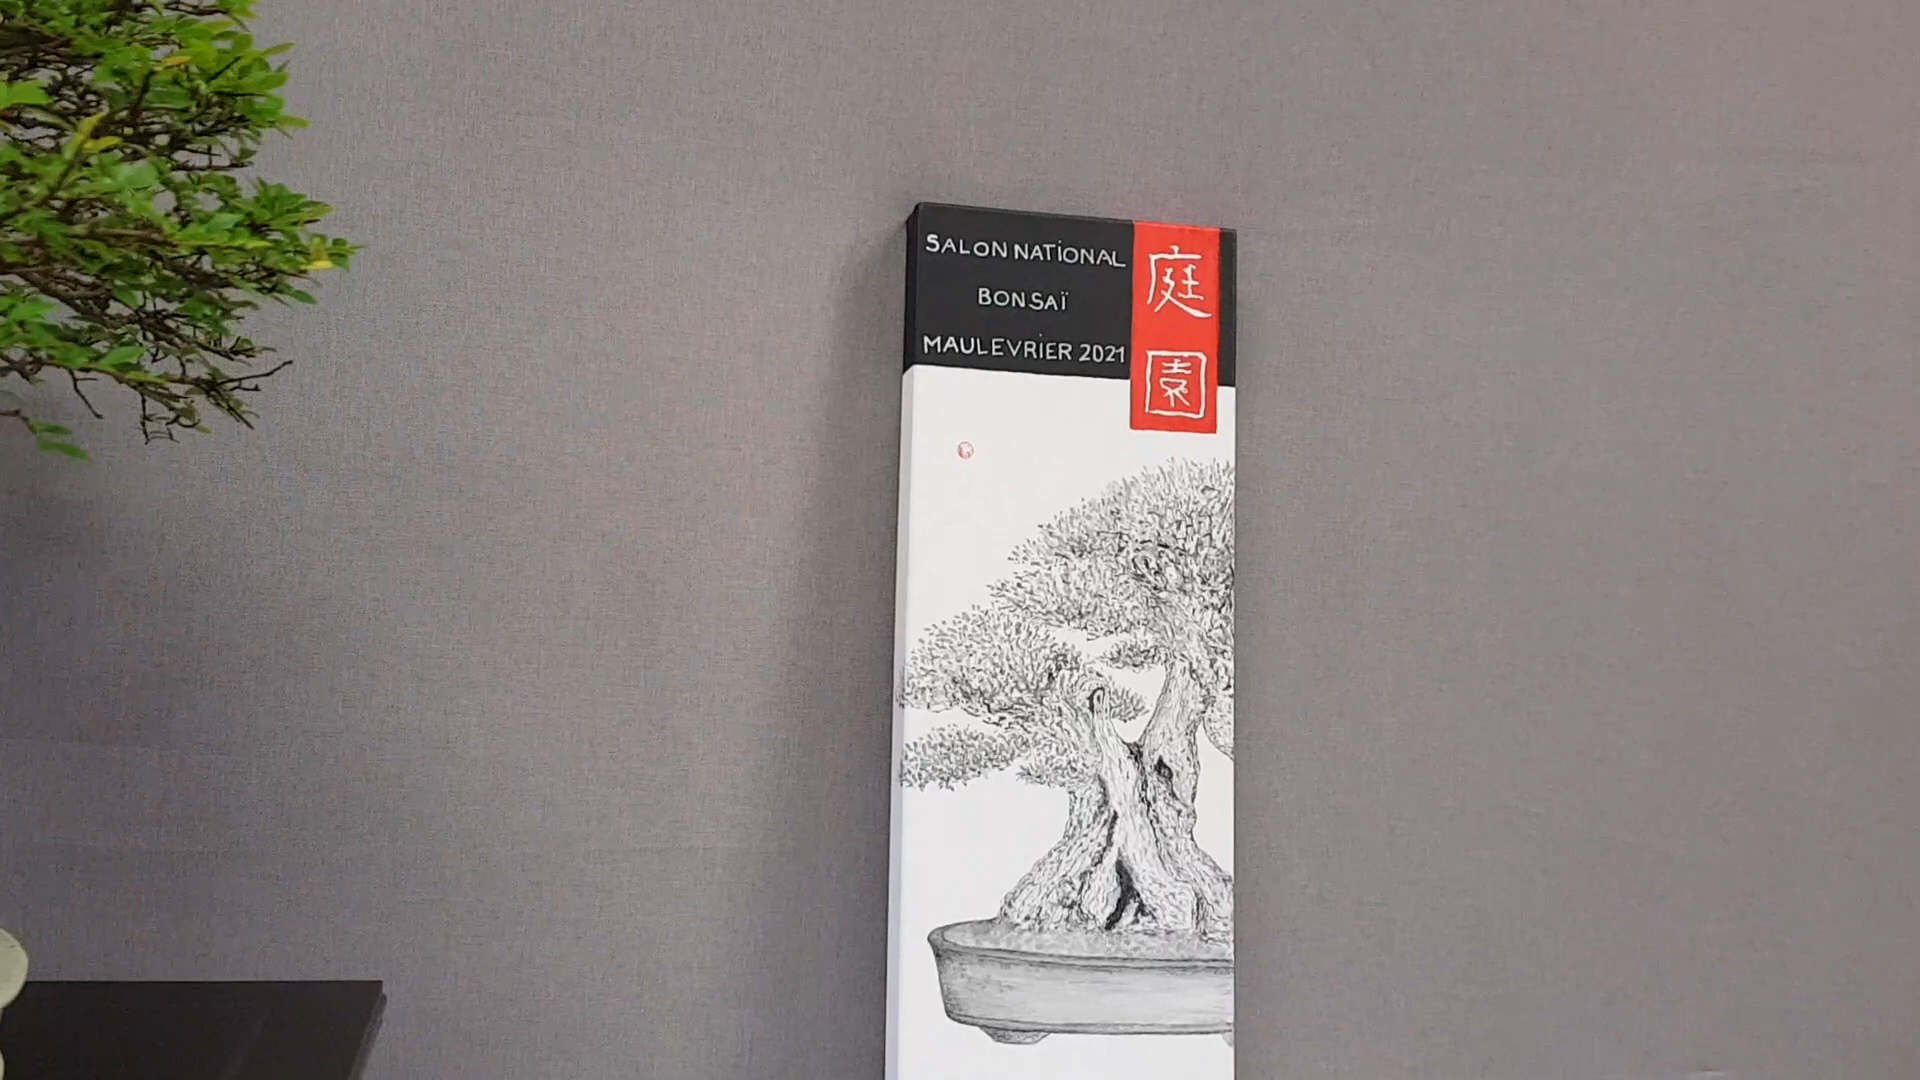 SALON NATIONAL
BONSAÏ
MAULEVRIER 2021
庭
園